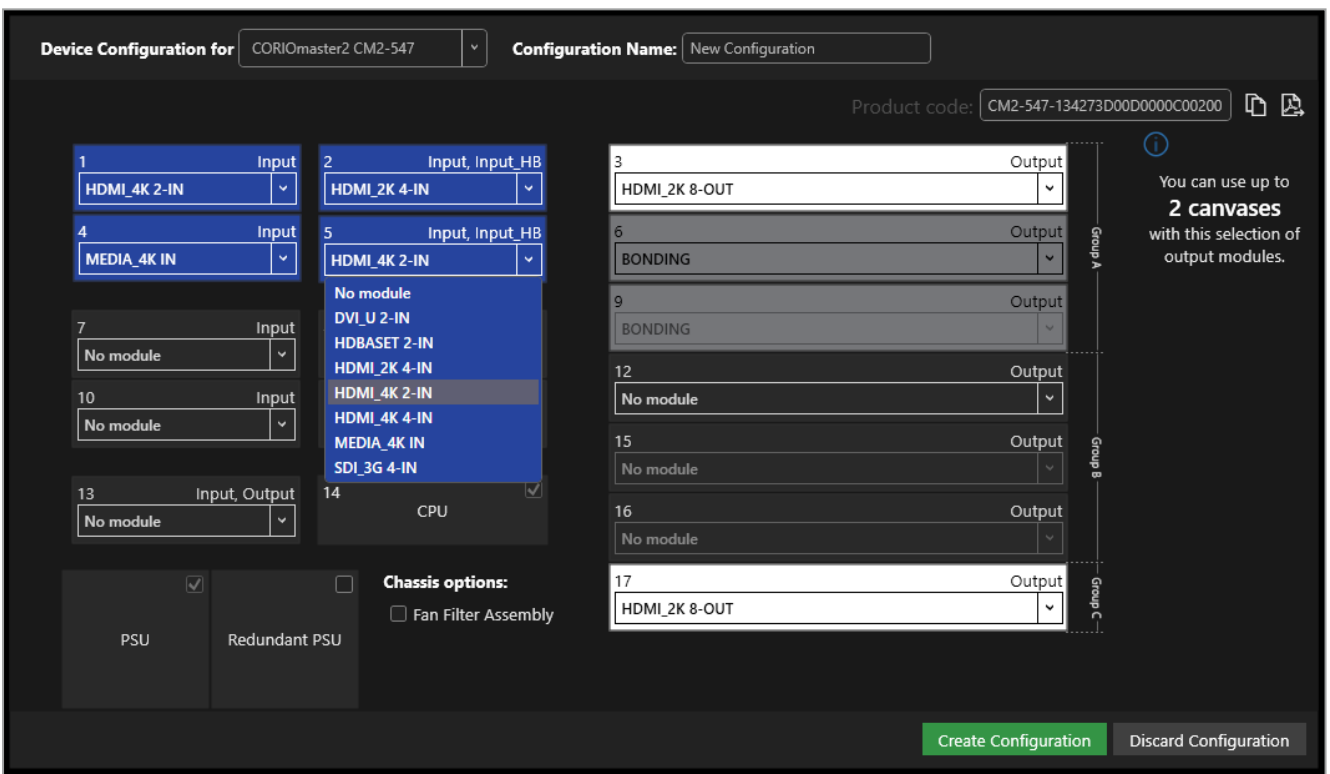 Device Configuration for CORIOmaster2 CM2-547 Configuration Name: New Configuration
Product code: CM2-547-134273D00D0000C00200
1 Input
HDMI_4K 2-IN
2 Input, Input_HB
HDMI_2K 4-IN
4 Input
MEDIA_4K IN
5 Input, Input_HB
HDMI_4K 2-IN
No module
DVI_U 2-IN
HDBASET 2-IN
HDMI_2K 4-IN
HDMI_4K 2-IN
HDMI_4K 4-IN
MEDIA_4K IN
SDI_3G 4-IN
7 Input
No module
10 Input
No module
13 Input, Output
No module
14
CPU
PSU
Redundant PSU
Chassis options:
Fan Filter Assembly
3 Output
HDMI_2K 8-OUT
6 Output
BONDING
9 Output
BONDING
Group A
12 Output
No module
15 Output
No module
16 Output
No module
Group B
17 Output
HDMI_2K 8-OUT
Group C
You can use up to
2 canvases
with this selection of
output modules.
Create Configuration
Discard Configuration